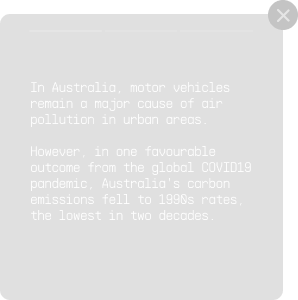 In Australia, motor vehicles
remain a major cause of air
pollution in urban areas.
However, in one favourable
outcome from the global COVID19
pandemic, Australia's carbon
emissions fell to 1990s rates,
the lowest in two decades.